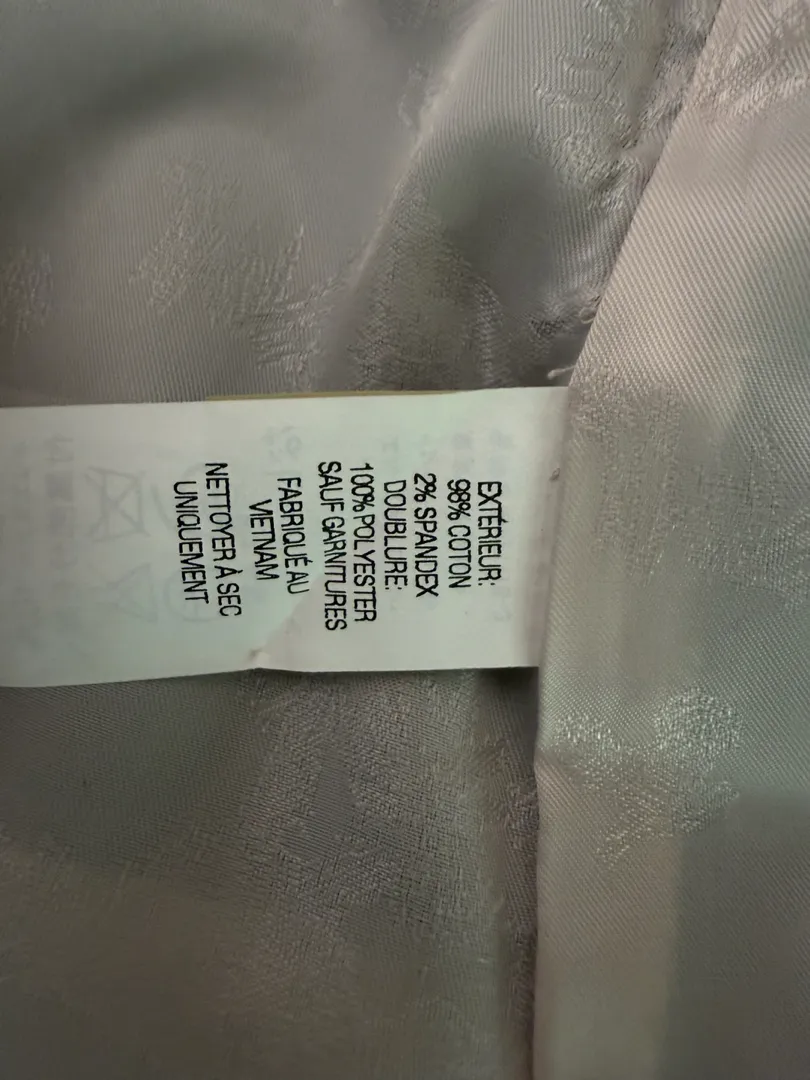 EXTÉRIEUR:
98% COTON
2% SPANDEX
DOUBLURE:
100% POLYESTER
SAUF GARNITURES
FABRIQUÉ AU
VIETNAM
NETTOYER À SEC
UNIQUEMENT